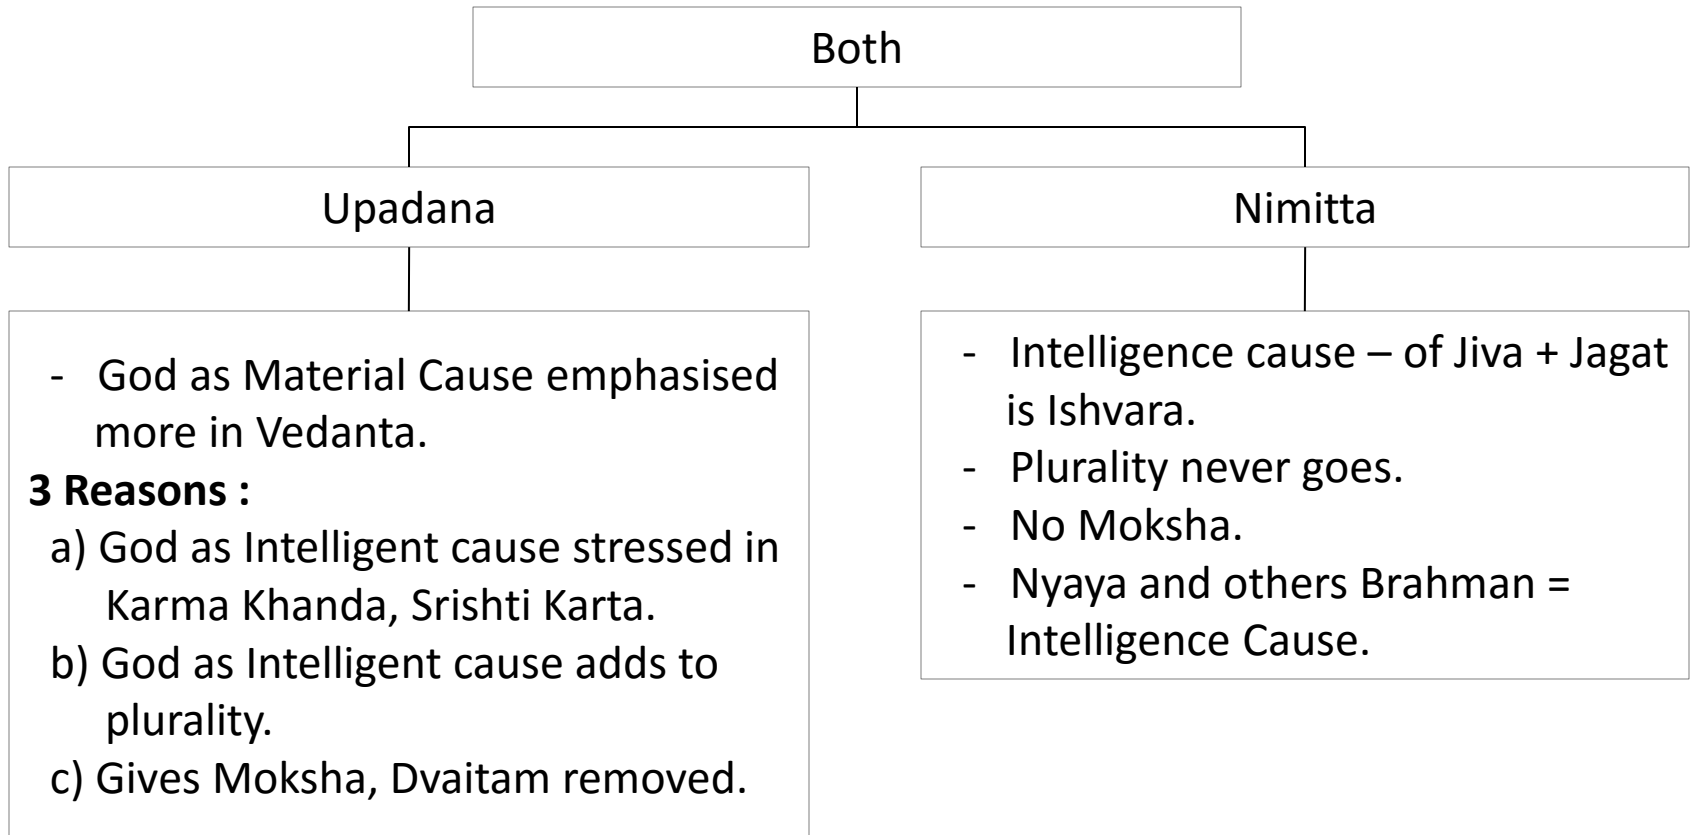 Both
Upadana
Nimitta
- God as Material Cause emphasised
more in Vedanta.
3 Reasons :
a) God as Intelligent cause stressed in
Karma Khanda, Srishti Karta.
b) God as Intelligent cause adds to
plurality.
c) Gives Moksha, Dvaitam removed.
- Intelligence cause – of Jiva + Jagat
is Ishvara.
- Plurality never goes.
- No Moksha.
- Nyaya and others Brahman =
Intelligence Cause.